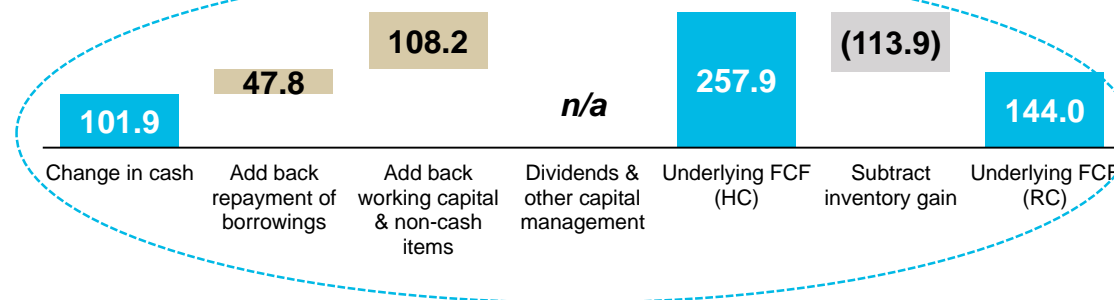 101.9
47.8
108.2
n/a
257.9
(113.9)
144.0
Change in cash
Add back
repayment of
borrowings
Add back
working capital
& non-cash
items
Dividends &
other capital
management
Underlying FCF
(HC)
Subtract
inventory gain
Underlying FCF
(RC)